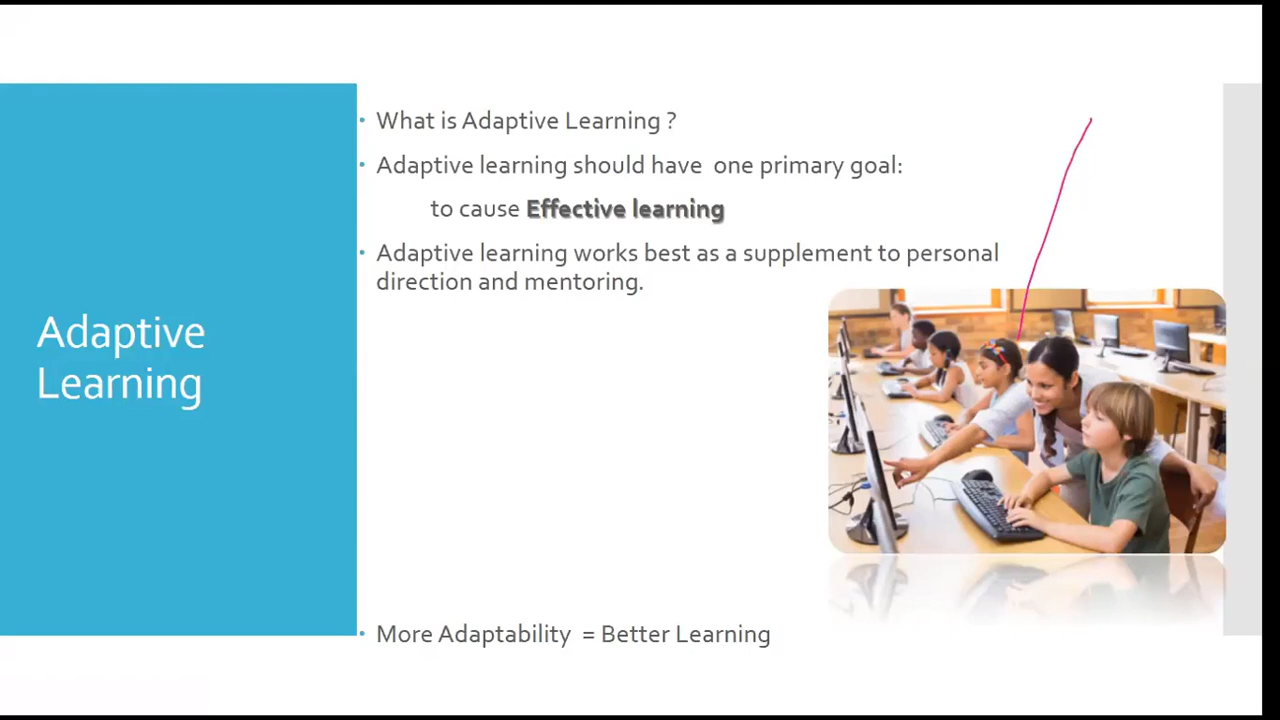 Adaptive
Learning
• What is Adaptive Learning ?
• Adaptive learning should have one primary goal:
to cause Effective learning
• Adaptive learning works best as a supplement to personal
direction and mentoring.
• More Adaptability = Better Learning